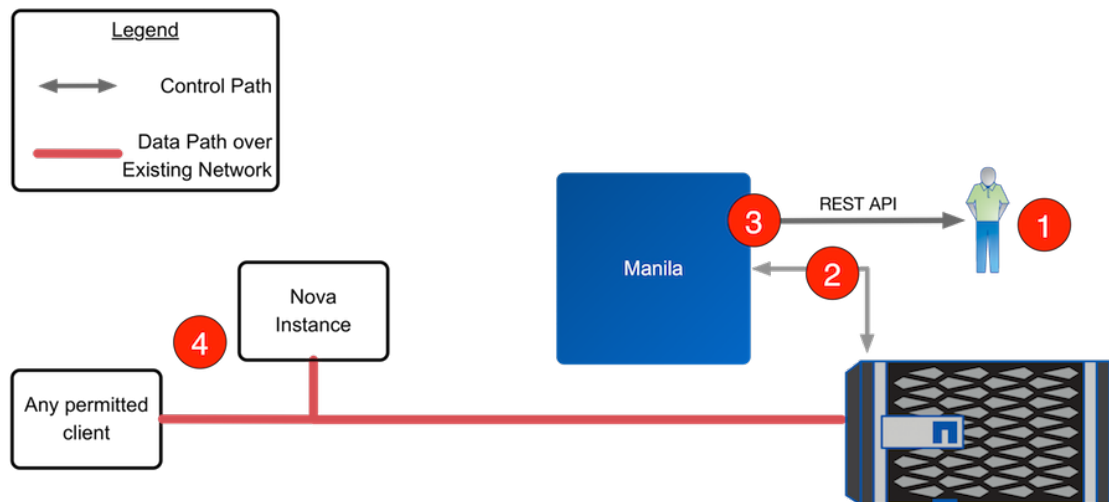 Legend
Control Path
Data Path over
Existing Network
3
REST API
1
Manila
2
Nova
Instance
4
Any permitted
client